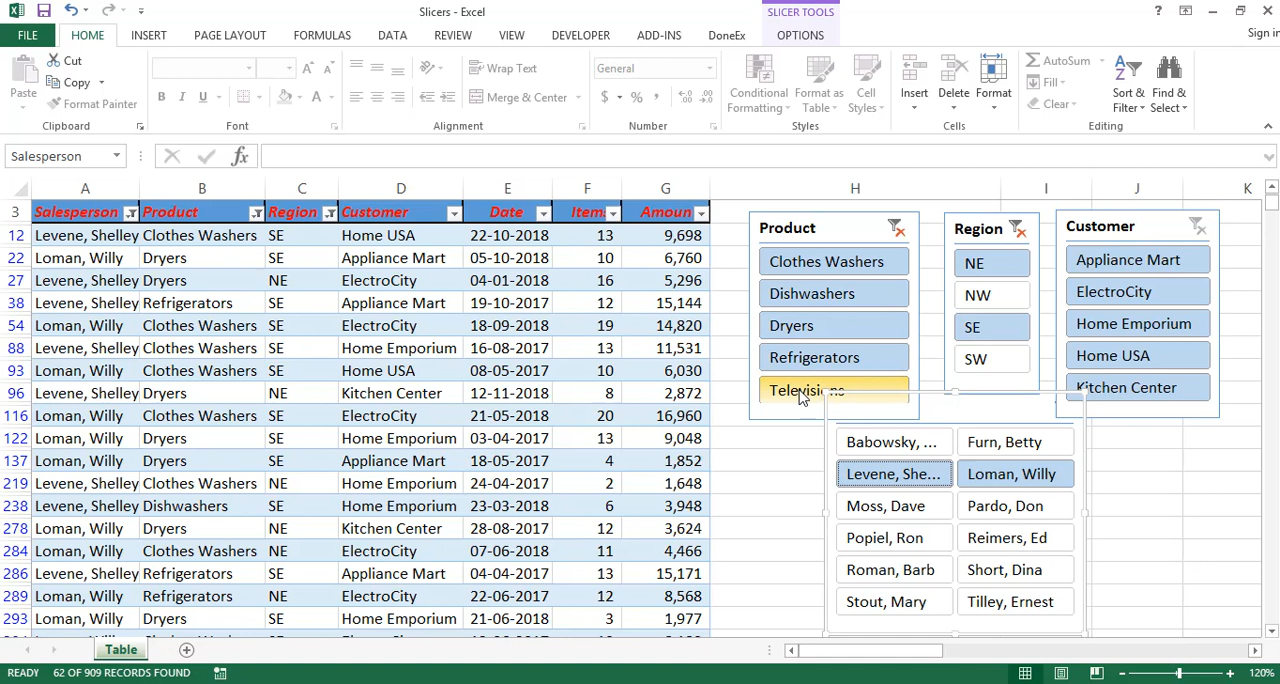 Slicers - Excel
SLICER TOOLS
FILE HOME INSERT PAGE LAYOUT FORMULAS DATA REVIEW VIEW DEVELOPER ADD-INS DoneEx OPTIONS Sign in
Cut
Copy
Format Painter
Paste
Clipboard
B I U
A A
Font
Wrap Text
Merge & Center
Alignment
General
$ % ,
Number
Conditional Formatting
Format as Table
Cell Styles
Styles
Insert
Delete
Format
Cells
AutoSum
Fill
Clear
Sort & Filter
Find & Select
Editing
Salesperson fx
A B C D E F G H I J K
3 Salesperson Product Region Customer Date Items Amoun
12 Levene, Shelley Clothes Washers SE Home USA 22-10-2018 13 9,698
22 Loman, Willy Dryers SE Appliance Mart 05-10-2018 10 6,760
27 Levene, Shelley Dryers NE ElectroCity 04-01-2018 16 5,296
38 Levene, Shelley Refrigerators SE Appliance Mart 19-10-2017 12 15,144
54 Loman, Willy Clothes Washers SE ElectroCity 18-09-2018 19 14,820
88 Levene, Shelley Clothes Washers SE Home Emporium 16-08-2017 13 11,531
93 Loman, Willy Clothes Washers SE Home USA 08-05-2017 10 6,030
96 Levene, Shelley Dryers NE Kitchen Center 12-11-2018 8 2,872
116 Loman, Willy Clothes Washers SE ElectroCity 21-05-2018 20 16,960
122 Loman, Willy Dryers SE Home Emporium 03-04-2017 13 9,048
137 Loman, Willy Dryers SE Appliance Mart 18-05-2017 4 1,852
219 Levene, Shelley Clothes Washers SE Home Emporium 24-04-2017 2 1,648
238 Levene, Shelley Dishwashers SE ElectroCity 23-03-2018 6 3,948
278 Loman, Willy Dryers NE Kitchen Center 28-08-2017 12 3,624
284 Loman, Willy Clothes Washers NE ElectroCity 07-06-2018 11 4,466
286 Levene, Shelley Refrigerators SE Appliance Mart 04-04-2017 13 15,171
289 Loman, Willy Refrigerators NE ElectroCity 22-06-2017 12 8,568
293 Loman, Willy Dryers SE Home Emporium 21-06-2018 3 1,977
Product
Clothes Washers
Dishwashers
Dryers
Refrigerators
Televisions
Region
NE
NW
SE
SW
Customer
Appliance Mart
ElectroCity
Home Emporium
Home USA
Kitchen Center
Babowsky, ... Furn, Betty
Levene, She... Loman, Willy
Moss, Dave Pardo, Don
Popiel, Ron Reimers, Ed
Roman, Barb Short, Dina
Stout, Mary Tilley, Ernest
Table
READY 62 OF 909 RECORDS FOUND 120%